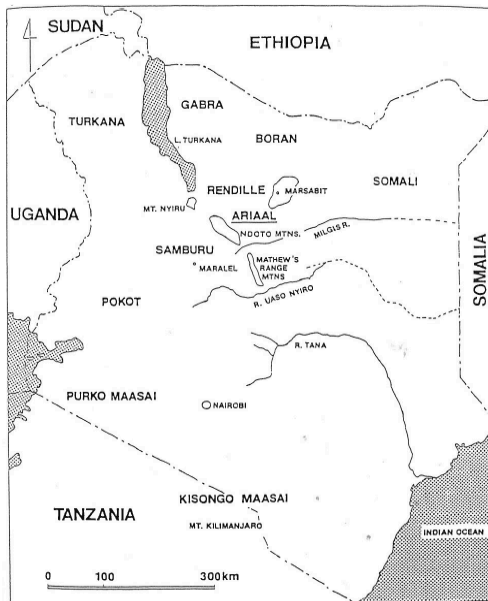 SUDAN
ETHIOPIA
GABRA
TURKANA
L. TURKANA
BORAN
RENDILLE
MARSABIT
SOMALI
MT. NYIRU
ARIAAL
UGANDA
NDOTO MTNS.
MILGIS R.
SAMBURU
MATHEW'S
RANGE
MTNS
MARALEL
SOMALIA
POKOT
R. UASO NYIRO
R. TANA
PURKO MAASAI
NAIROBI
KISONGO MAASAI
TANZANIA
MT. KILIMANJARO
INDIAN OCEAN
0 100 300km